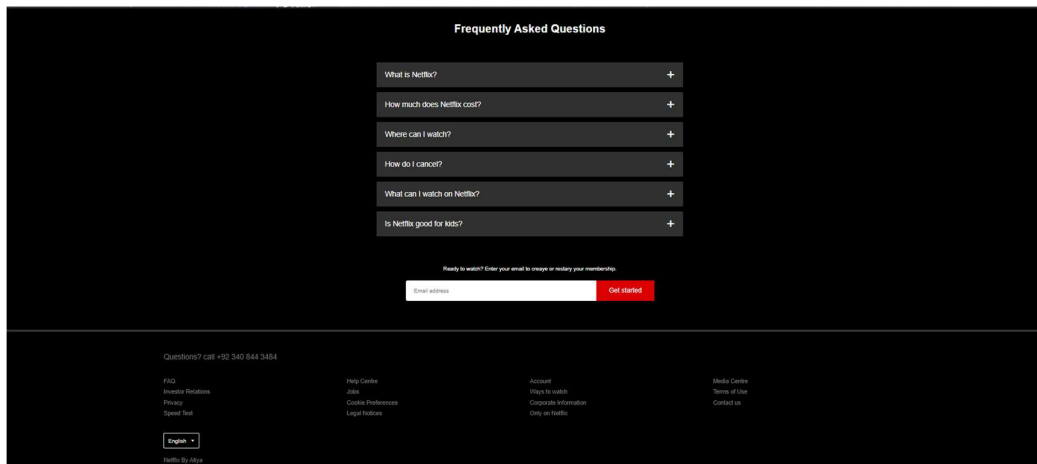 Frequently Asked Questions
What is Netflix?
How much does Netflix cost?
Where can I watch?
How do I cancel?
What can I watch on Netflix?
Is Netflix good for kids?
Ready to watch? Enter your email to creaye or restary your membership.
Email address
Get started
Questions? call +92 340 844 3484
FAQ
Investor Relations
Privacy
Speed Test
Help Centre
Jobs
Cookie Preferences
Legal Notices
Account
Ways to watch
Corporate Information
Only on Netflix
Media Centre
Terms of Use
Contact us
English
Netflix By Atiya